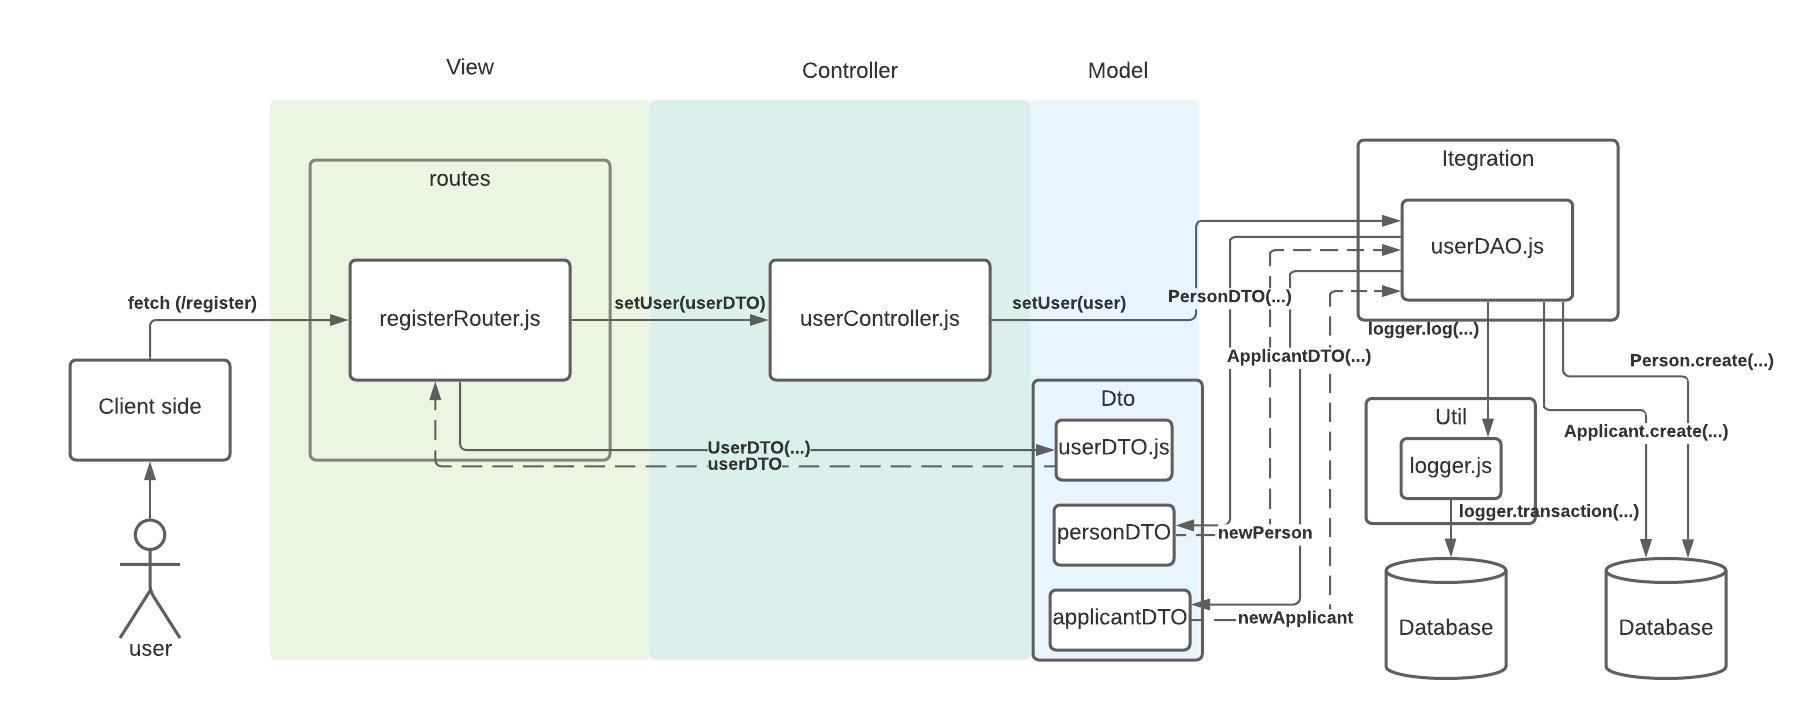 View
Controller
Model
routes
Itegration
userDAO.js
fetch (/register)
setUser(userDTO)
setUser(user)
PersonDTO(...)
registerRouter.js
userController.js
logger.log(...)
ApplicantDTO(...)
Person.create(...)
Client side
Dto
Util
Applicant.create(...)
UserDTO(...)
userDTO
userDTO.js
logger.js
logger.transaction(...)
personDTO
newPerson
applicantDTO
newApplicant
Database
Database
user